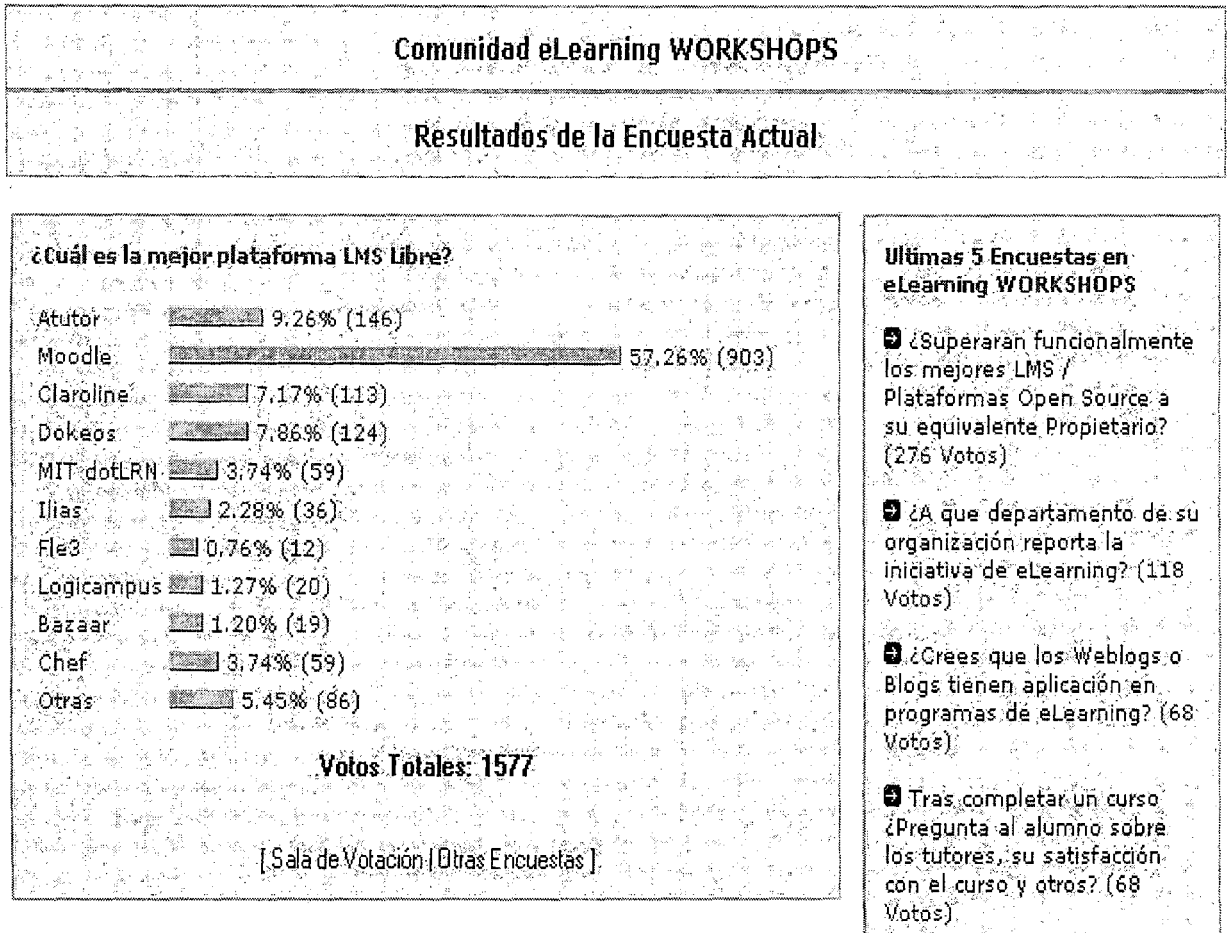 Comunidad eLearning WORKSHOPS
Resultados de la Encuesta Actual
¿Cuál es la mejor plataforma LMS Libre?
Atutor 9.26% (146)
Moodle 57.26% (903)
Claroline 7.17% (113)
Dokeos 7.86% (124)
MIT dotLRN 3.74% (59)
Ilias 2.28% (36)
Fle3 0.76% (12)
Logicampus 1.27% (20)
Bazaar 1.20% (19)
Chef 3.74% (59)
Otras 5.45% (86)
Votos Totales: 1577
[ Sala de Votación | Otras Encuestas ]
Ultimas 5 Encuestas en
eLearning WORKSHOPS
¿Superarán funcionalmente
los mejores LMS /
Plataformas Open Source a
su equivalente Propietario?
(276 Votos)
¿A que departamento de su
organización reporta la
iniciativa de eLearning? (118
Votos)
¿Crees que los Weblogs o
Blogs tienen aplicación en
programas de eLearning? (68
Votos)
Tras completar un curso
¿Pregunta al alumno sobre
los tutores, su satisfacción
con el curso y otros? (68
Votos)